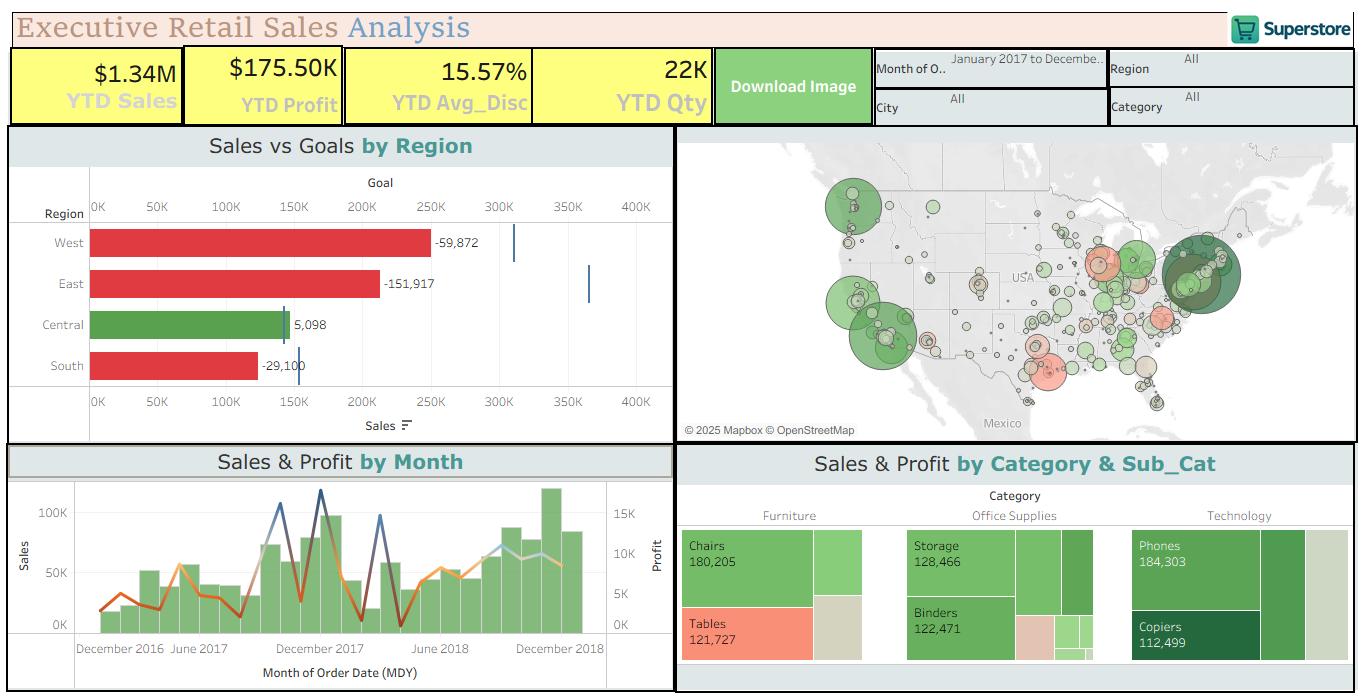 Executive Retail Sales Analysis
Superstore
$1.34M
YTD Sales
$175.50K
YTD Profit
15.57%
YTD Avg_Disc
22K
YTD Qty
Download Image
Month of O..
January 2017 to Decembe..
Region
All
City
All
Category
All
Sales vs Goals by Region
Goal
Region
0K 50K 100K 150K 200K 250K 300K 350K 400K
West
-59,872
East
-151,917
Central
5,098
South
-29,100
0K 50K 100K 150K 200K 250K 300K 350K 400K
Sales
USA
Mexico
© 2025 Mapbox © OpenStreetMap
Sales & Profit by Month
Sales
100K
50K
0K
Profit
15K
10K
5K
0K
December 2016 June 2017 December 2017 June 2018 December 2018
Month of Order Date (MDY)
Sales & Profit by Category & Sub_Cat
Category
Furniture Office Supplies Technology
Chairs
180,205
Tables
121,727
Storage
128,466
Binders
122,471
Phones
184,303
Copiers
112,499